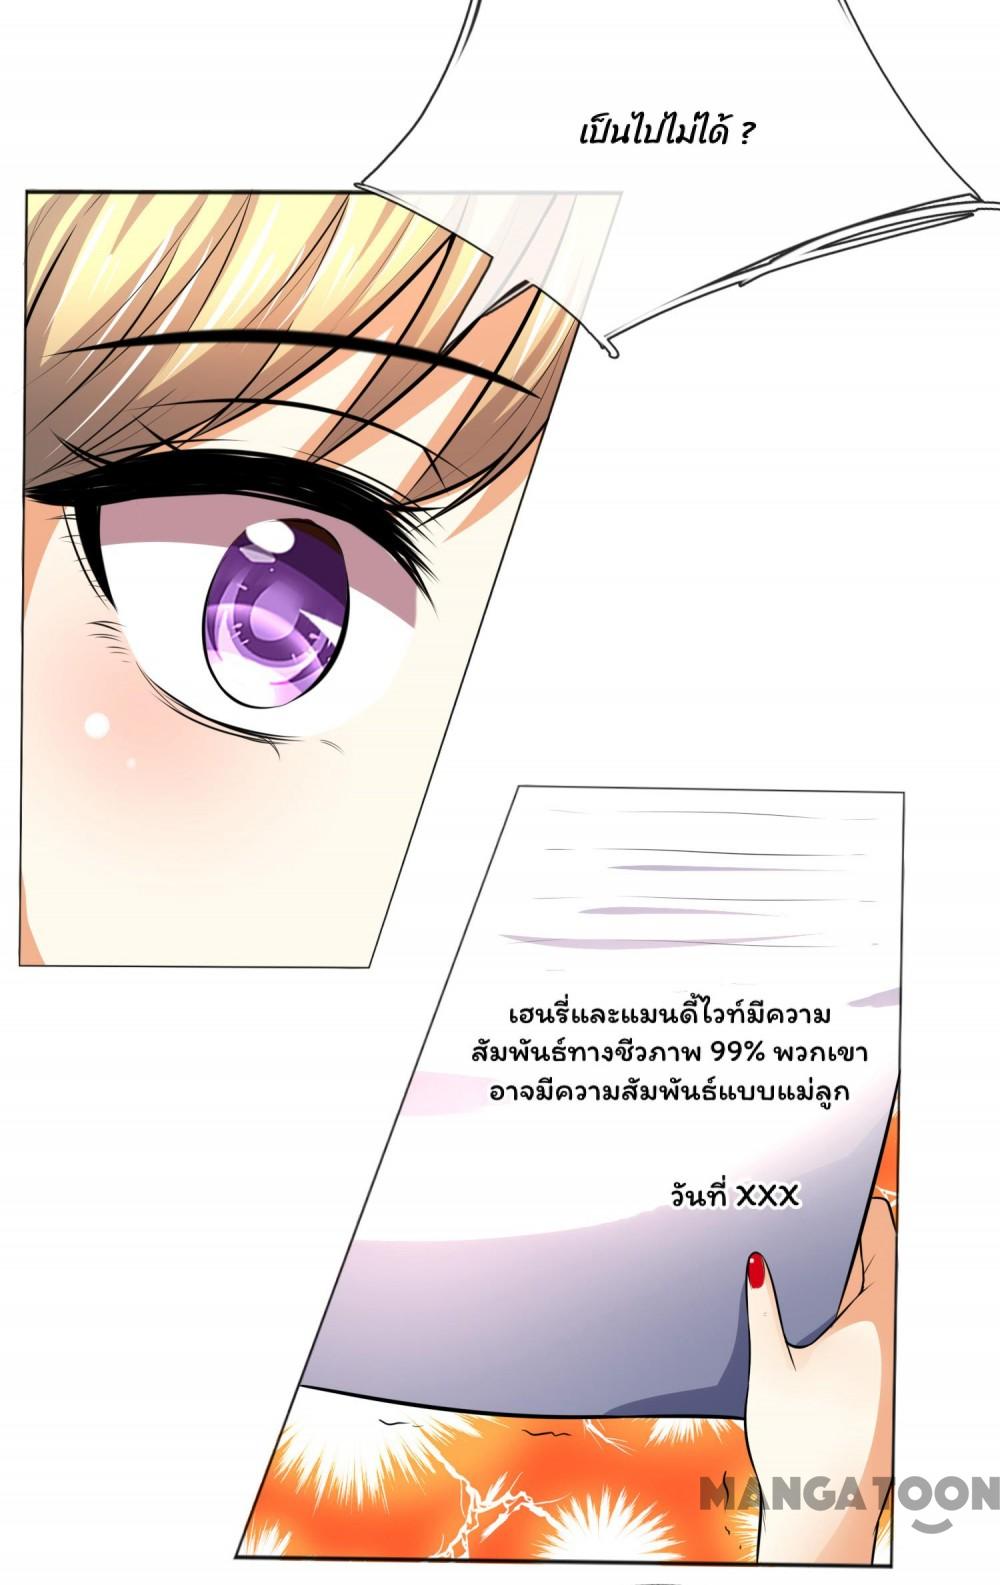 เป็นไปไม่ได้ ?
เฮนรี่และแมนดี้ไวท์มีความ
สัมพันธ์ทางชีวภาพ 99% พวกเขา
อาจมีความสัมพันธ์แบบแม่ลูก
วันที่ XXX
MANGATOON